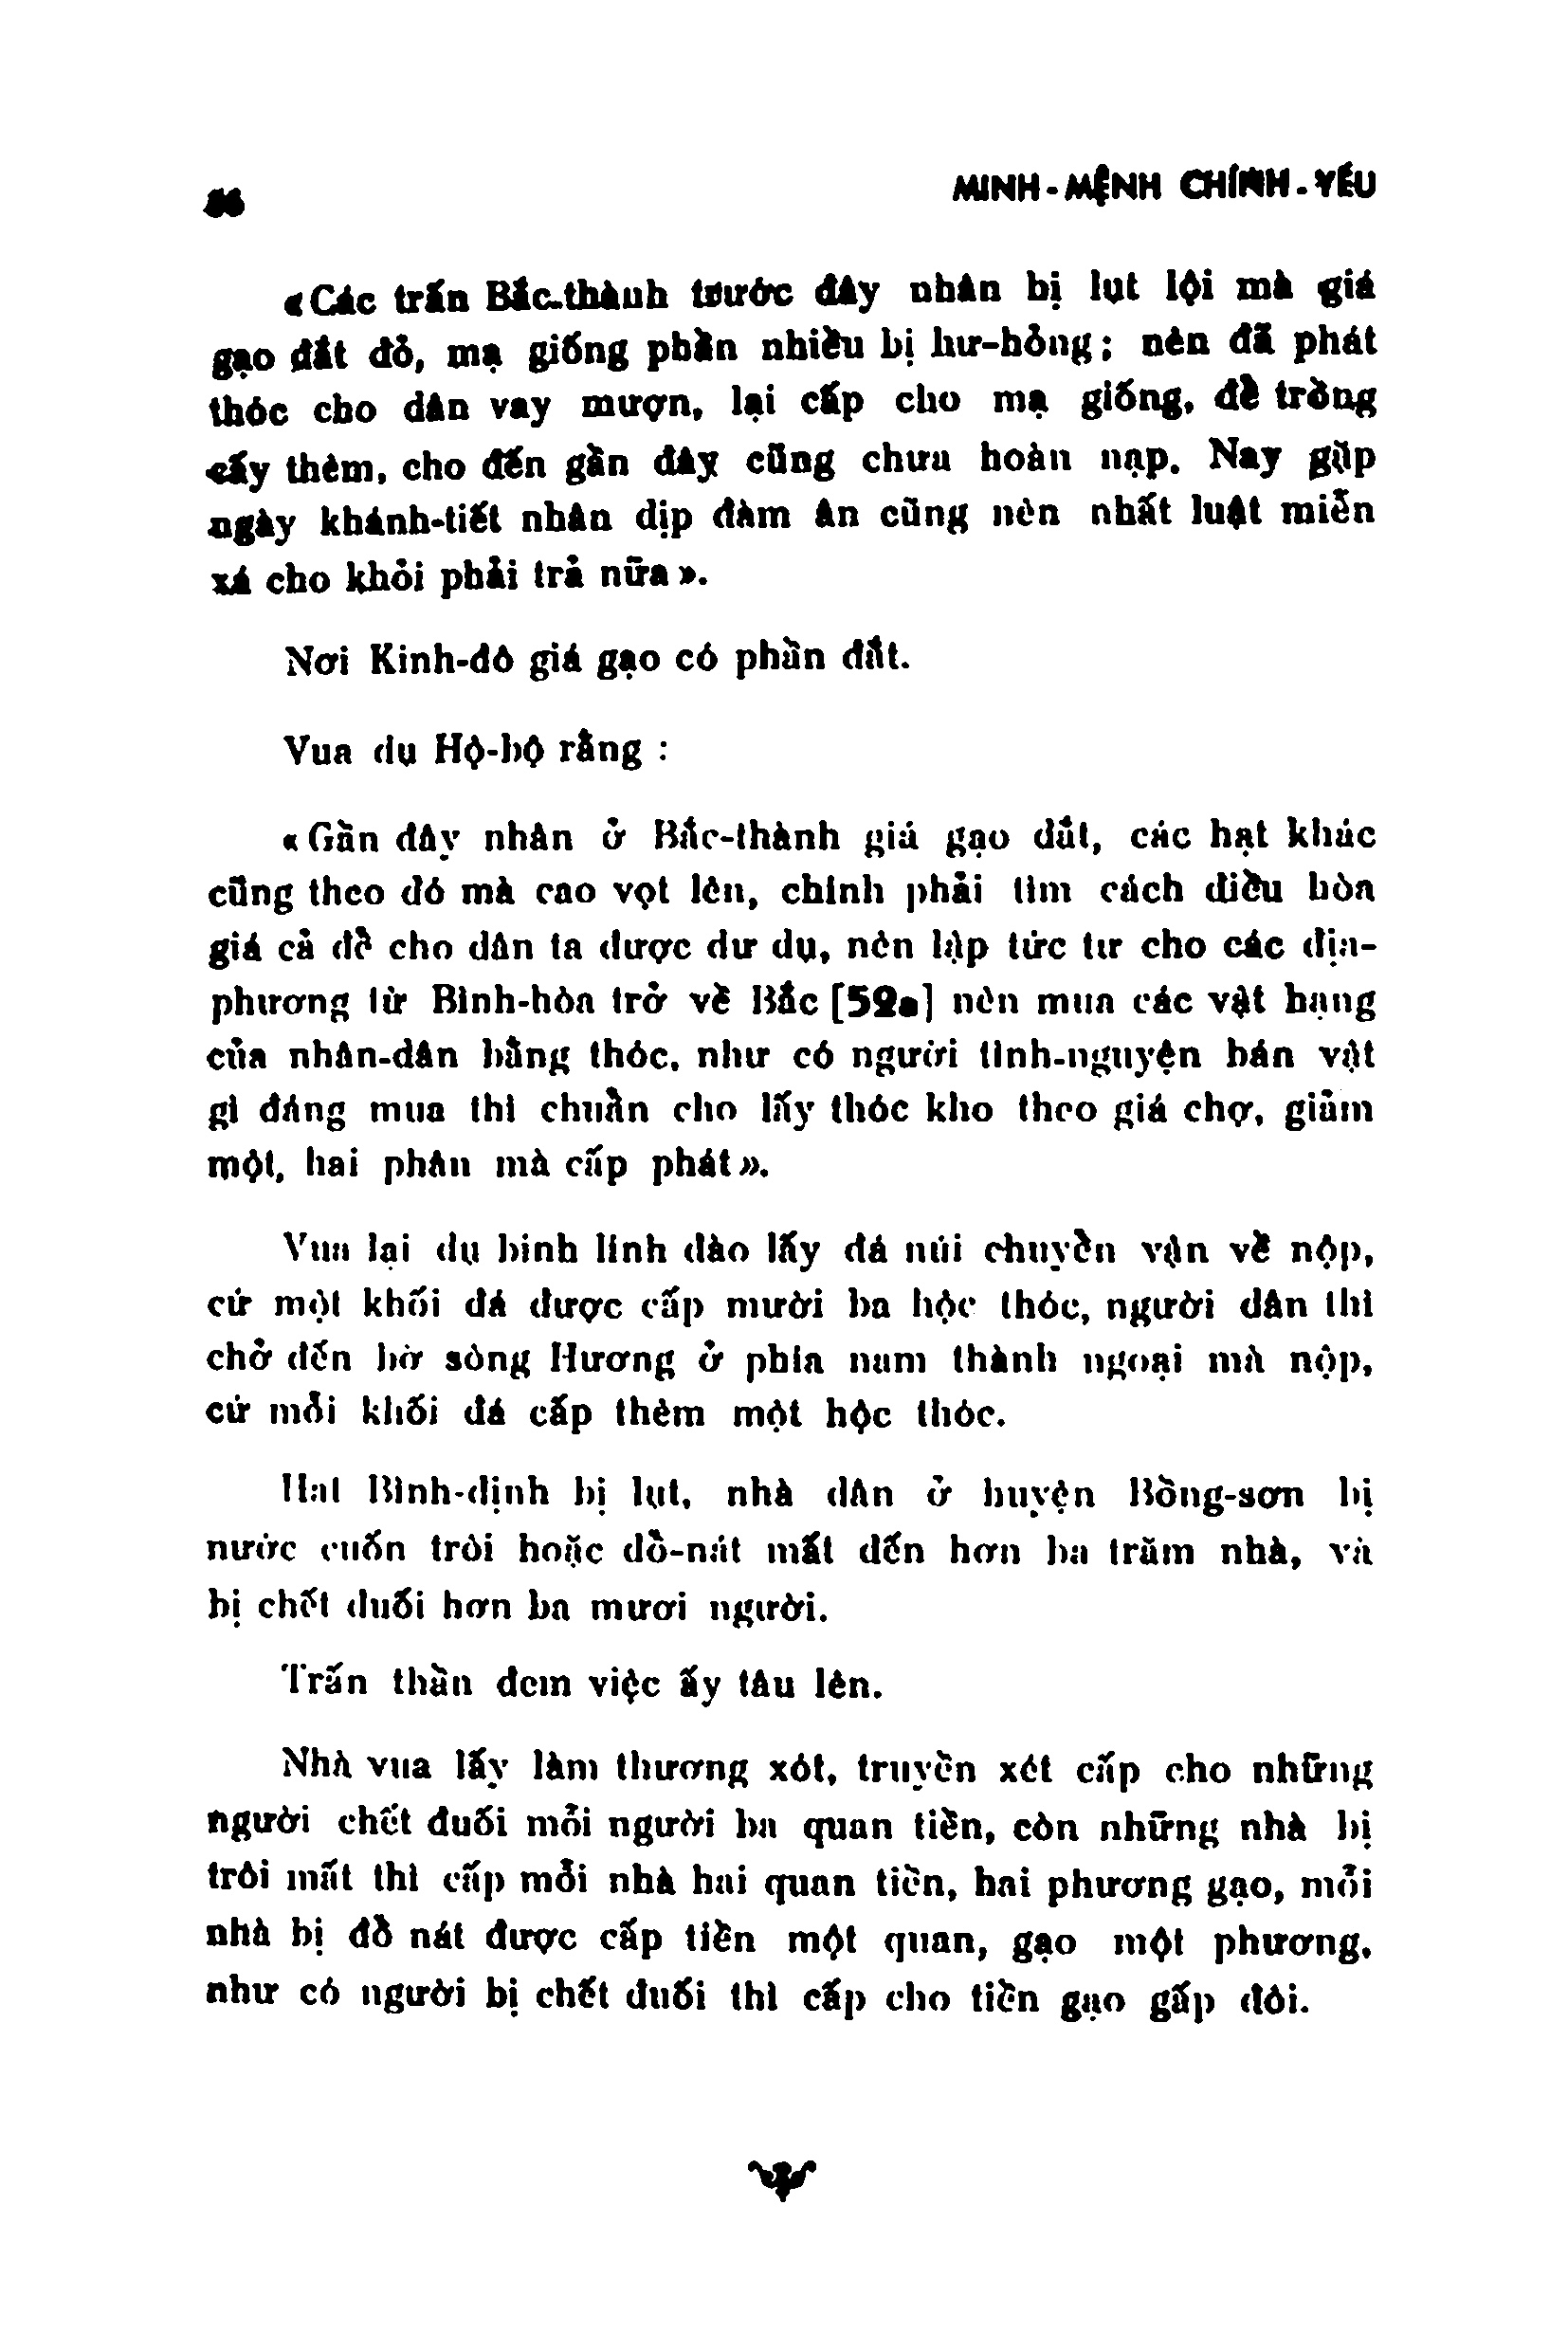 MINH-MỆNH CHÍNH-YẾU
«Các trấn Bắc-thành trước đây nhân bị lụt lội mà giá
gạo đắt đỏ, mạ giống phần nhiều bị hư-hỏng; nên đã phát
thóc cho dân vay mượn, lại cấp cho mạ giống, để trồng
cấy thêm, cho đến gần đây cũng chưa hoàn nạp. Nay gặp
ngày khánh-tiết nhân dịp đàm ân cũng nên nhất luật miễn
xá cho khỏi phải trả nữa».
Nơi Kinh-đô giá gạo có phần đắt.
Vua dụ Hộ-bộ rằng :
«Gần đây nhân ở Bắc-thành giá gạo đắt, các hạt khác
cũng theo đó mà cao vọt lên, chính phải tìm cách điều hòa
giá cả để cho dân ta được dư dụ, nên lập tức tư cho các địa-
phương từ Bình-hòa trở về Bắc [52a] nên mua các vật hạng
của nhân-dân bằng thóc, như có người tình-nguyện bán vật
gì đáng mua thì chuẩn cho lấy thóc kho theo giá chợ, giảm
một, hai phân mà cấp phát».
Vua lại dụ binh lính đào lấy đá núi chuyển vận về nộp,
cứ một khối đá được cấp mười ba hộc thóc, người dân thì
chở đến bờ sông Hương ở phía nam thành ngoại mà nộp,
cứ mỗi khối đá cấp thêm một hộc thóc.
Hạt Bình-định bị lụt, nhà dân ở huyện Bồng-sơn bị
nước cuốn trôi hoặc đổ-nát mất đến hơn ba trăm nhà, và
bị chết đuối hơn ba mươi người.
Trấn thần đem việc ấy tâu lên.
Nhà vua lấy làm thương xót, truyền xét cấp cho những
người chết đuối mỗi người ba quan tiền, còn những nhà bị
trôi mất thì cấp mỗi nhà hai quan tiền, hai phương gạo, mỗi
nhà bị đổ nát được cấp tiền một quan, gạo một phương,
như có người bị chết đuối thì cấp cho tiền gạo gấp đôi.